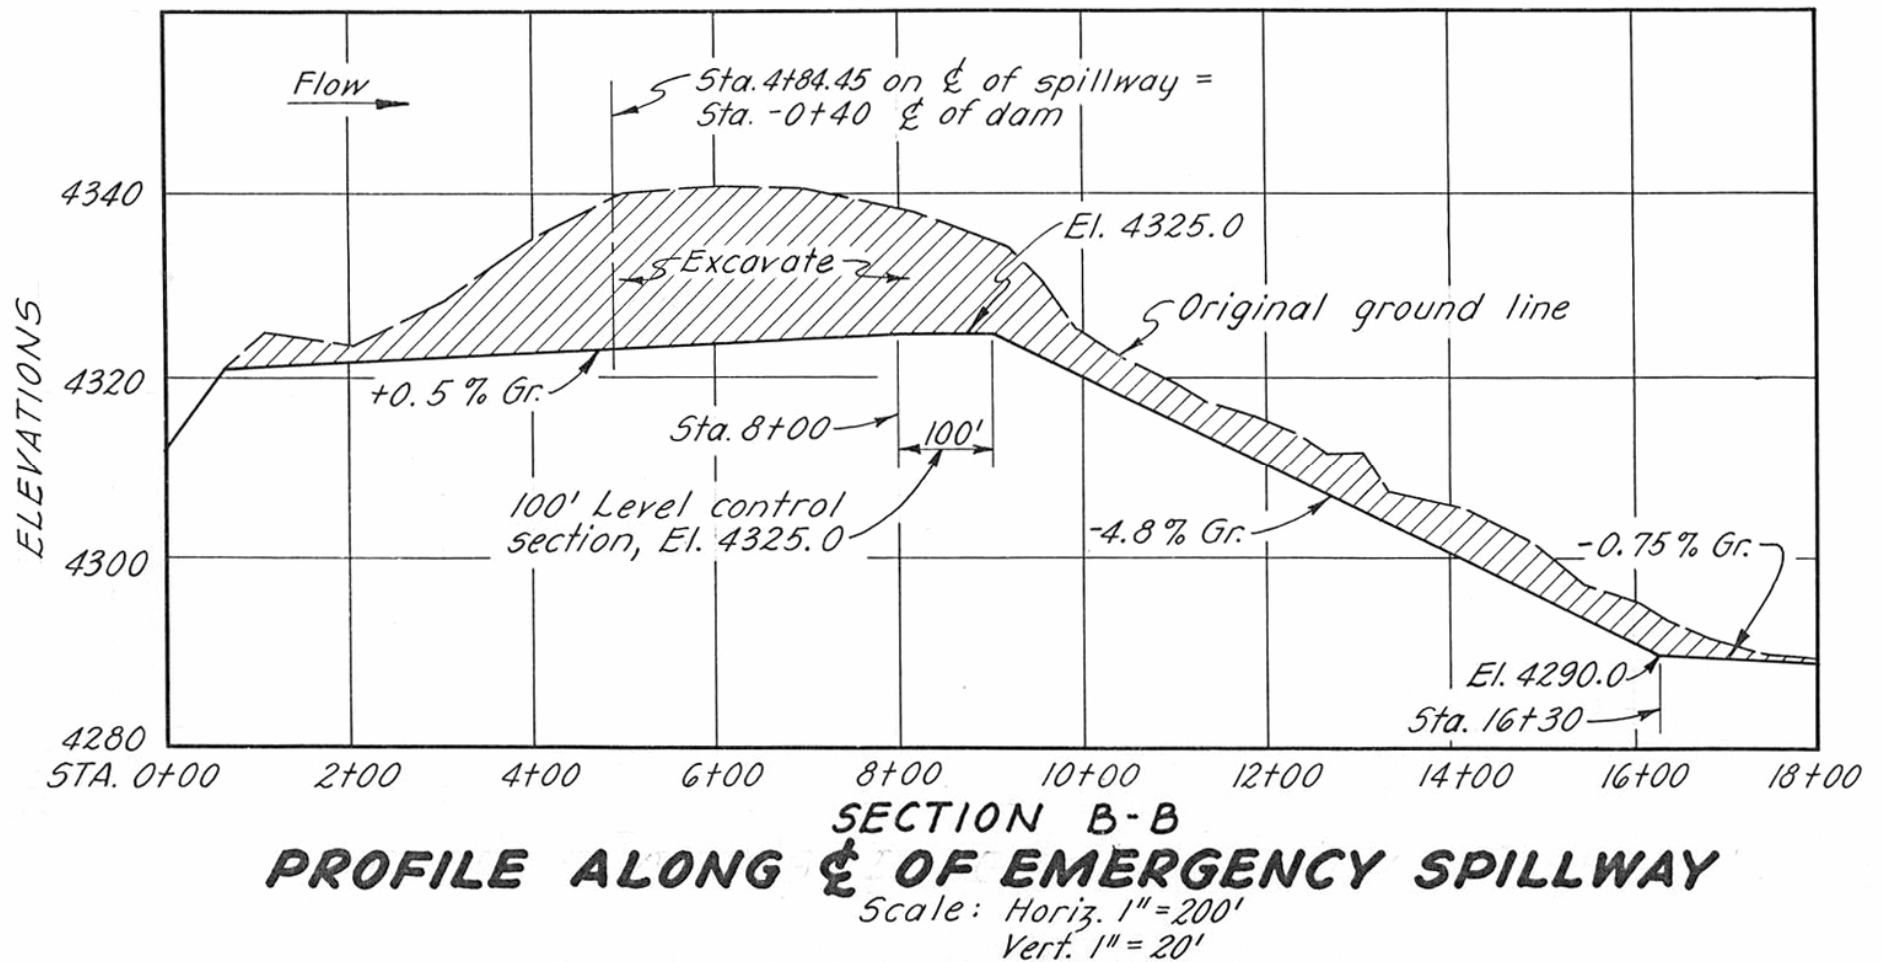 Flow
Sta. 4+84.45 on ℄ of spillway =
Sta. -0+40 ℄ of dam
4340
El. 4325.0
Excavate
Original ground line
ELEVATIONS
4320
+0.5% Gr.
Sta. 8+00
100'
100' Level control
section, El. 4325.0
-4.8% Gr.
-0.75% Gr.
4300
El. 4290.0
Sta. 16+30
4280
STA. 0+00 2+00 4+00 6+00 8+00 10+00 12+00 14+00 16+00 18+00
SECTION B-B
PROFILE ALONG ℄ OF EMERGENCY SPILLWAY
Scale: Horiz. 1"=200'
Vert. 1"=20'